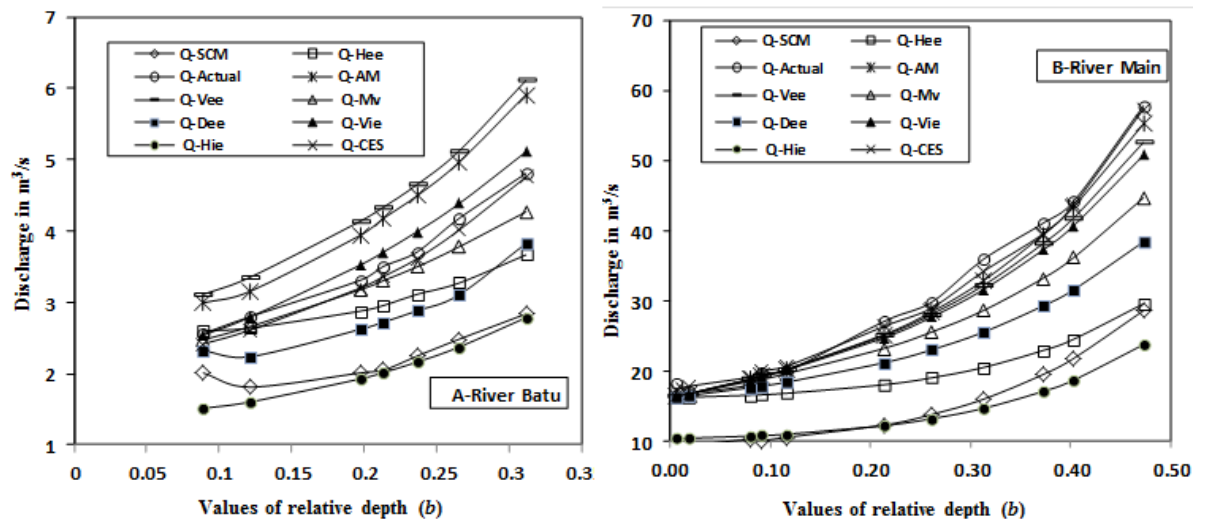 7
6
5
4
3
2
1
Discharge in m³/s
Q-SCM Q-Hee
Q-Actual Q-AM
Q-Vee Q-Mv
Q-Dee Q-Vie
Q-Hie Q-CES
A-River Batu
0 0.05 0.1 0.15 0.2 0.25 0.3 0.3
Values of relative depth (b)
70
60
50
40
30
20
10
Discharge in m³/s
Q-SCM Q-Hee
Q-Actual Q-AM
Q-Vee Q-Mv
Q-Dee Q-Vie
Q-Hie Q-CES
B-River Main
0.00 0.10 0.20 0.30 0.40 0.50
Values of relative depth (b)